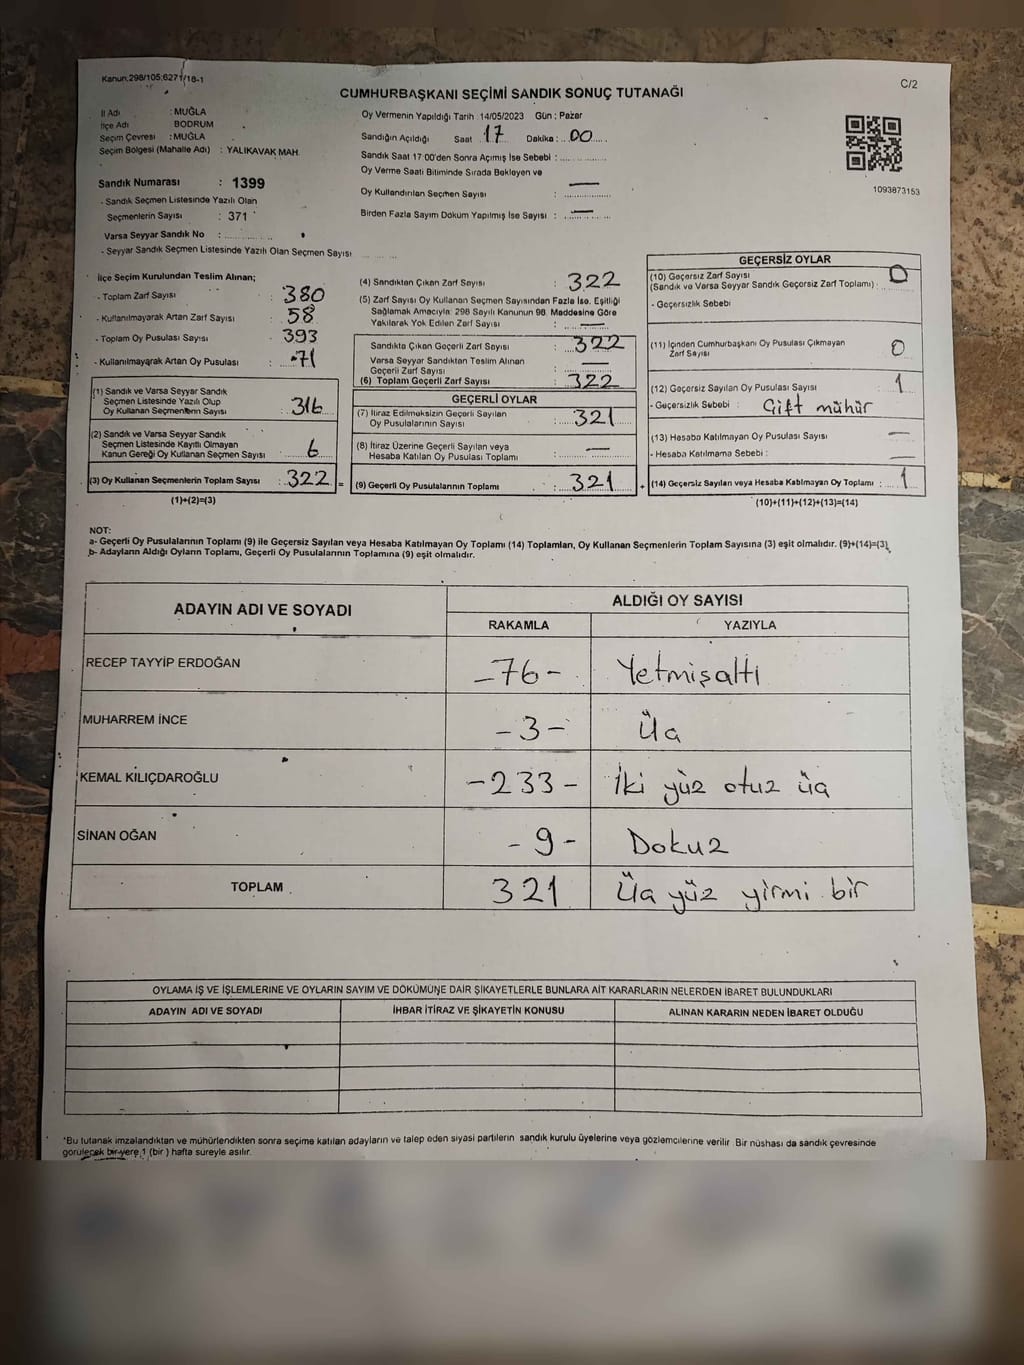 Kanun,298/105,6271/18-1
C/2
CUMHURBAŞKANI SEÇİMİ SANDIK SONUÇ TUTANAĞI
İl Adı : MUĞLA
İlçe Adı BODRUM
Seçim Çevresi : MUĞLA
Seçim Bölgesi (Mahalle Adı) : YALIKAVAK MAH.
Sandık Numarası : 1399
- Sandık Seçmen Listesinde Yazılı Olan
Seçmenlerin Sayısı : 371
Varsa Seyyar Sandık No :
- Seyyar Sandık Seçmen Listesinde Yazılı Olan Seçmen Sayısı
Oy Vermenin Yapıldığı Tarih 14/05/2023 Gün : Pazar
Sandığın Açıldığı Saat 17 Dakika : 00
Sandık Saat 17 00'den Sonra Açımış İse Sebebi :
Oy Verme Saati Bitiminde Sırada Bekleyen ve
Oy Kullandırılan Seçmen Sayısı : —
Birden Fazla Sayım Döküm Yapılmış İse Sayısı : —
1093873153
İlçe Seçim Kurulundan Teslim Alınan;
- Toplam Zarf Sayısı : 380
- Kullanılmayarak Artan Zarf Sayısı : 58
- Toplam Oy Pusulası Sayısı - 393
- Kullanılmayarak Artan Oy Pusulası : 71
(1) Sandık ve Varsa Seyyar Sandık
Seçmen Listesinde Yazılı Olup
Oy Kullanan Seçmenlerin Sayısı : 316
(2) Sandık ve Varsa Seyyar Sandık
Seçmen Listesinde Kayıtlı Olmayan
Kanun Gereği Oy Kullanan Seçmen Sayısı : 6
(3) Oy Kullanan Seçmenlerin Toplam Sayısı : 322 =
(1)+(2)=(3)
(4) Sandıktan Çıkan Zarf Sayısı : 322
(5) Zarf Sayısı Oy Kullanan Seçmen Sayısından Fazla İse, Eşitliği
Sağlamak Amacıyla 298 Sayılı Kanunun 98. Maddesine Göre
Yakılarak Yok Edilen Zarf Sayısı : —
Sandıkta Çıkan Geçerli Zarf Sayısı : 322
Varsa Seyyar Sandıktan Teslim Alınan
Geçerli Zarf Sayısı : —
(6) Toplam Geçerli Zarf Sayısı : 322
GEÇERLİ OYLAR
(7) İtiraz Edilmeksizin Geçerli Sayılan
Oy Pusulalarının Sayısı : 321
(8) İtiraz Üzerine Geçerli Sayılan veya
Hesaba Katılan Oy Pusulası Toplamı : —
(9) Geçerli Oy Pusulalarının Toplamı : 321 +
GEÇERSİZ OYLAR
(10) Geçersiz Zarf Sayısı
(Sandık ve Varsa Seyyar Sandık Geçersiz Zarf Toplamı) : 0
- Geçersizlik Sebebi
(11) İçinden Cumhurbaşkanı Oy Pusulası Çıkmayan
Zarf Sayısı 0
(12) Geçersiz Sayılan Oy Pusulası Sayısı : 1
- Geçersizlik Sebebi : Çift mühür
(13) Hesaba Katılmayan Oy Pusulası Sayısı —
- Hesaba Katılmama Sebebi : —
(14) Geçersiz Sayılan veya Hesaba Katılmayan Oy Toplamı : 1
(10)+(11)+(12)+(13)=(14)
NOT:
a- Geçerli Oy Pusulalarının Toplamı (9) ile Geçersiz Sayılan veya Hesaba Katılmayan Oy Toplamı (14) Toplamları, Oy Kullanan Seçmenlerin Toplam Sayısına (3) eşit olmalıdır. (9)+(14)=(3)
b- Adayların Aldığı Oyların Toplamı, Geçerli Oy Pusulalarının Toplamına (9) eşit olmalıdır.
ADAYIN ADI VE SOYADI
ALDIĞI OY SAYISI
RAKAMLA YAZIYLA
RECEP TAYYİP ERDOĞAN -76- Yetmişaltı
MUHARREM İNCE -3- Üç
KEMAL KILIÇDAROĞLU -233- İki yüz otuz üç
SİNAN OĞAN -9- Dokuz
TOPLAM 321 Üç yüz yirmi bir
OYLAMA İŞ VE İŞLEMLERİNE VE OYLARIN SAYIM VE DÖKÜMÜNE DAİR ŞİKAYETLERLE BUNLARA AİT KARARLARIN NELERDEN İBARET BULUNDUKLARI
ADAYIN ADI VE SOYADI İHBAR İTİRAZ VE ŞİKAYETİN KONUSU ALINAN KARARIN NEDEN İBARET OLDUĞU
*Bu tutanak imzalandıktan ve mühürlendikten sonra seçime katılan adayların ve talep eden siyasi partilerin sandık kurulu üyelerine veya gözlemcilerine verilir. Bir nüshası da sandık çevresinde
görülecek bir yere 1 (bir) hafta süreyle asılır.